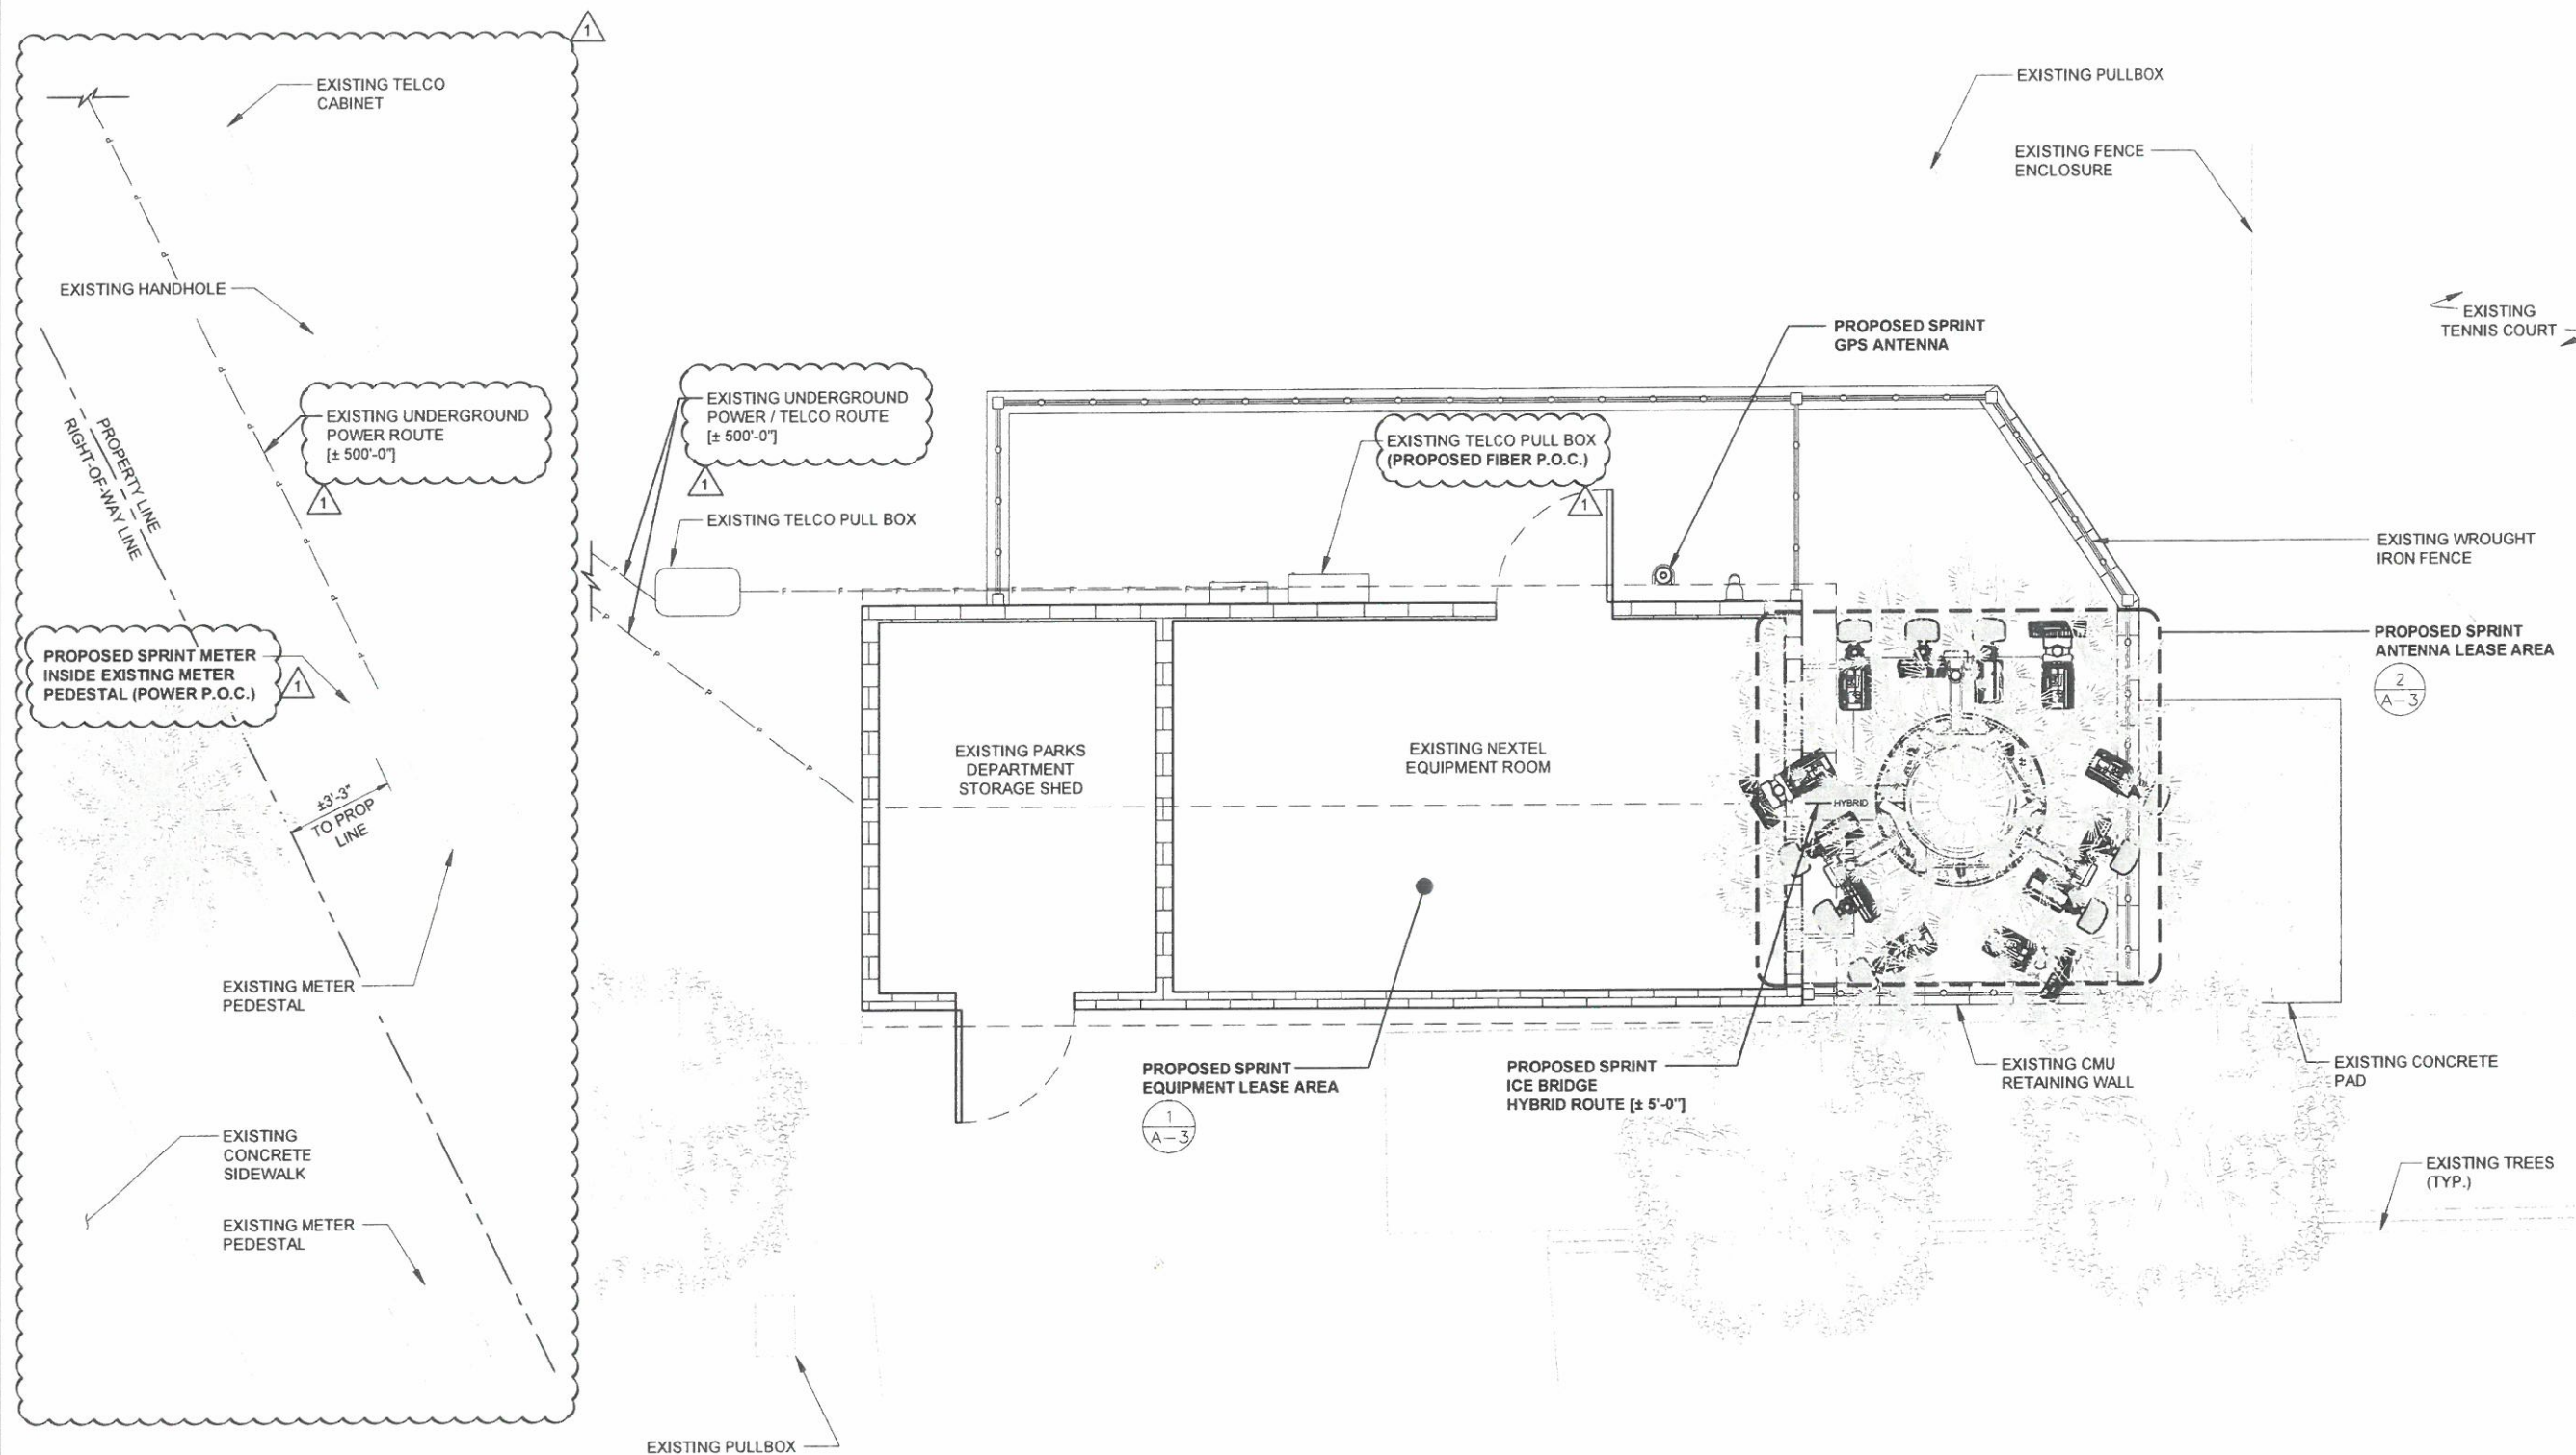 1
EXISTING TELCO
CABINET
EXISTING HANDHOLE
PROPERTY LINE
RIGHT-OF-WAY LINE
EXISTING UNDERGROUND
POWER ROUTE
[± 500'-0"]
1
PROPOSED SPRINT METER
INSIDE EXISTING METER
PEDESTAL (POWER P.O.C.)
1
±3'-3"
TO PROP
LINE
EXISTING METER
PEDESTAL
EXISTING
CONCRETE
SIDEWALK
EXISTING METER
PEDESTAL
EXISTING UNDERGROUND
POWER / TELCO ROUTE
[± 500'-0"]
1
EXISTING TELCO PULL BOX
EXISTING TELCO PULL BOX
(PROPOSED FIBER P.O.C.)
1
PROPOSED SPRINT
GPS ANTENNA
EXISTING PULLBOX
EXISTING FENCE
ENCLOSURE
EXISTING
TENNIS COURT
EXISTING WROUGHT
IRON FENCE
PROPOSED SPRINT
ANTENNA LEASE AREA
2
A-3
EXISTING PARKS
DEPARTMENT
STORAGE SHED
EXISTING NEXTEL
EQUIPMENT ROOM
HYBRID
PROPOSED SPRINT
EQUIPMENT LEASE AREA
1
A-3
PROPOSED SPRINT
ICE BRIDGE
HYBRID ROUTE [± 5'-0"]
EXISTING CMU
RETAINING WALL
EXISTING CONCRETE
PAD
EXISTING TREES
(TYP.)
EXISTING PULLBOX